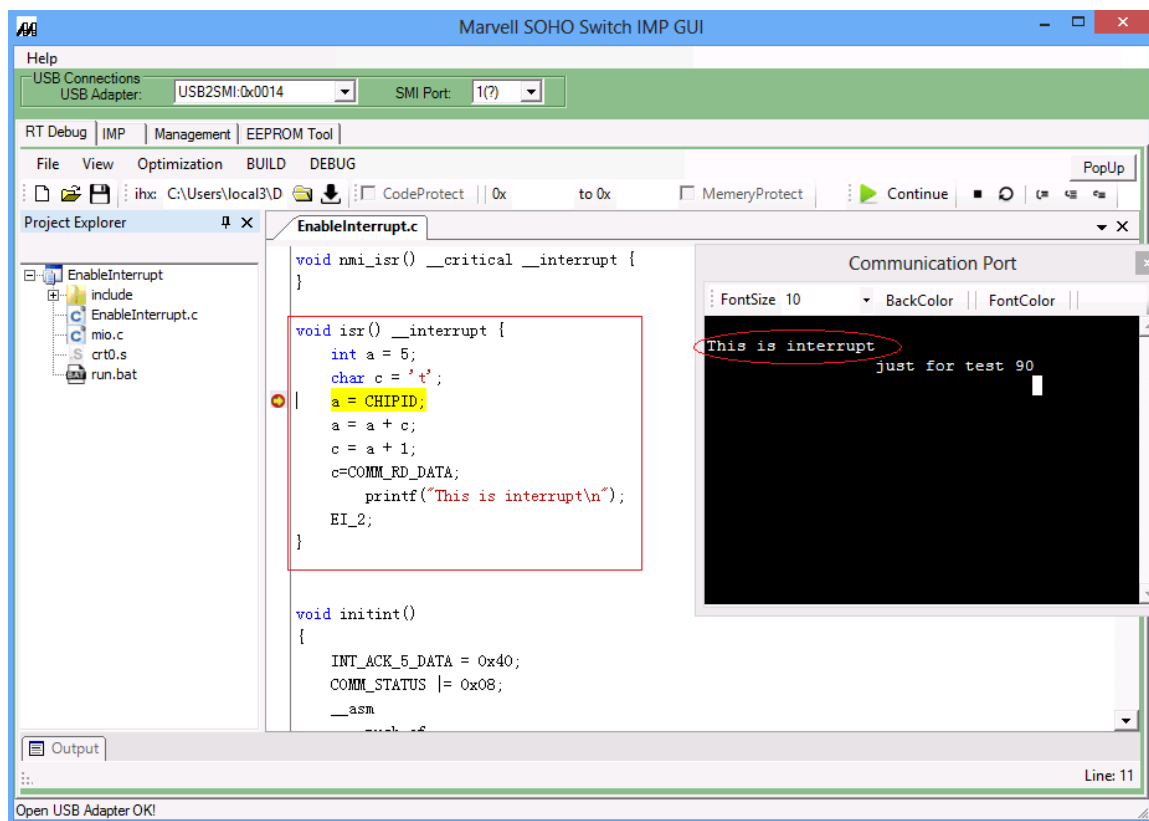 Marvell SOHO Switch IMP GUI
Help
USB Connections
USB Adapter: USB2SMI:0x0014 SMI Port: 1(?)
RT Debug IMP Management EEPROM Tool
File View Optimization BUILD DEBUG
PopUp
ihx: C:\Users\local3\D CodeProtect 0x to 0x MemeryProtect Continue
Project Explorer
EnableInterrupt
include
EnableInterrupt.c
mio.c
crt0.s
run.bat
EnableInterrupt.c
void nmi_isr() __critical __interrupt {
}
void isr() __interrupt {
int a = 5;
char c = 't';
a = CHIPID;
a = a + c;
c = a + 1;
c=COMM_RD_DATA;
printf("This is interrupt\n");
EI_2;
}
void initint()
{
INT_ACK_5_DATA = 0x40;
COMM_STATUS |= 0x08;
__asm
Communication Port
FontSize 10 BackColor FontColor
This is interrupt
just for test 90
Output
Line: 11
Open USB Adapter OK!